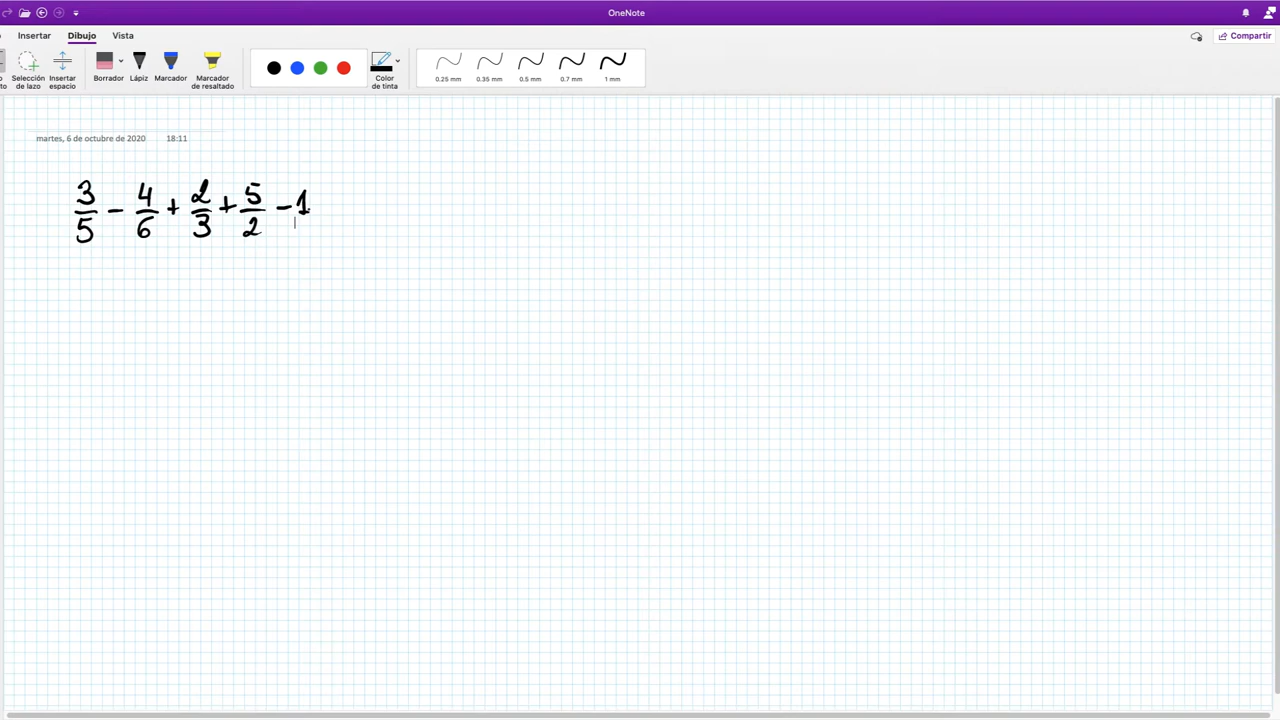 OneNote
Insertar Dibujo Vista Compartir
Borrador Lápiz Marcador
Selección de lazo
Insertar espacio
Marcador de resaltado
Color de tinta
0.25 mm 0.35 mm 0.5 mm 0.7 mm 1 mm
martes, 6 de octubre de 2020 18:11
3/5 - 4/6 + 2/3 + 5/2 - 1